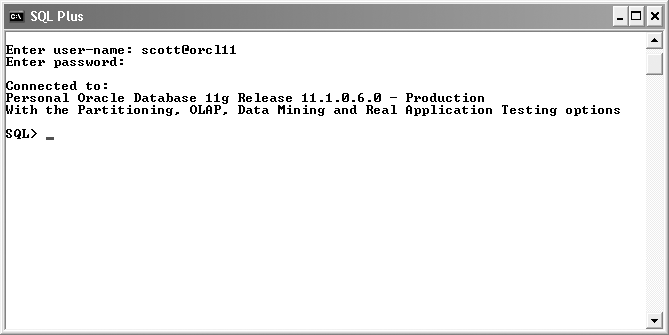 SQL Plus
Enter user-name: scott@orcl11
Enter password:
Connected to:
Personal Oracle Database 11g Release 11.1.0.6.0 - Production
With the Partitioning, OLAP, Data Mining and Real Application Testing options
SQL> _